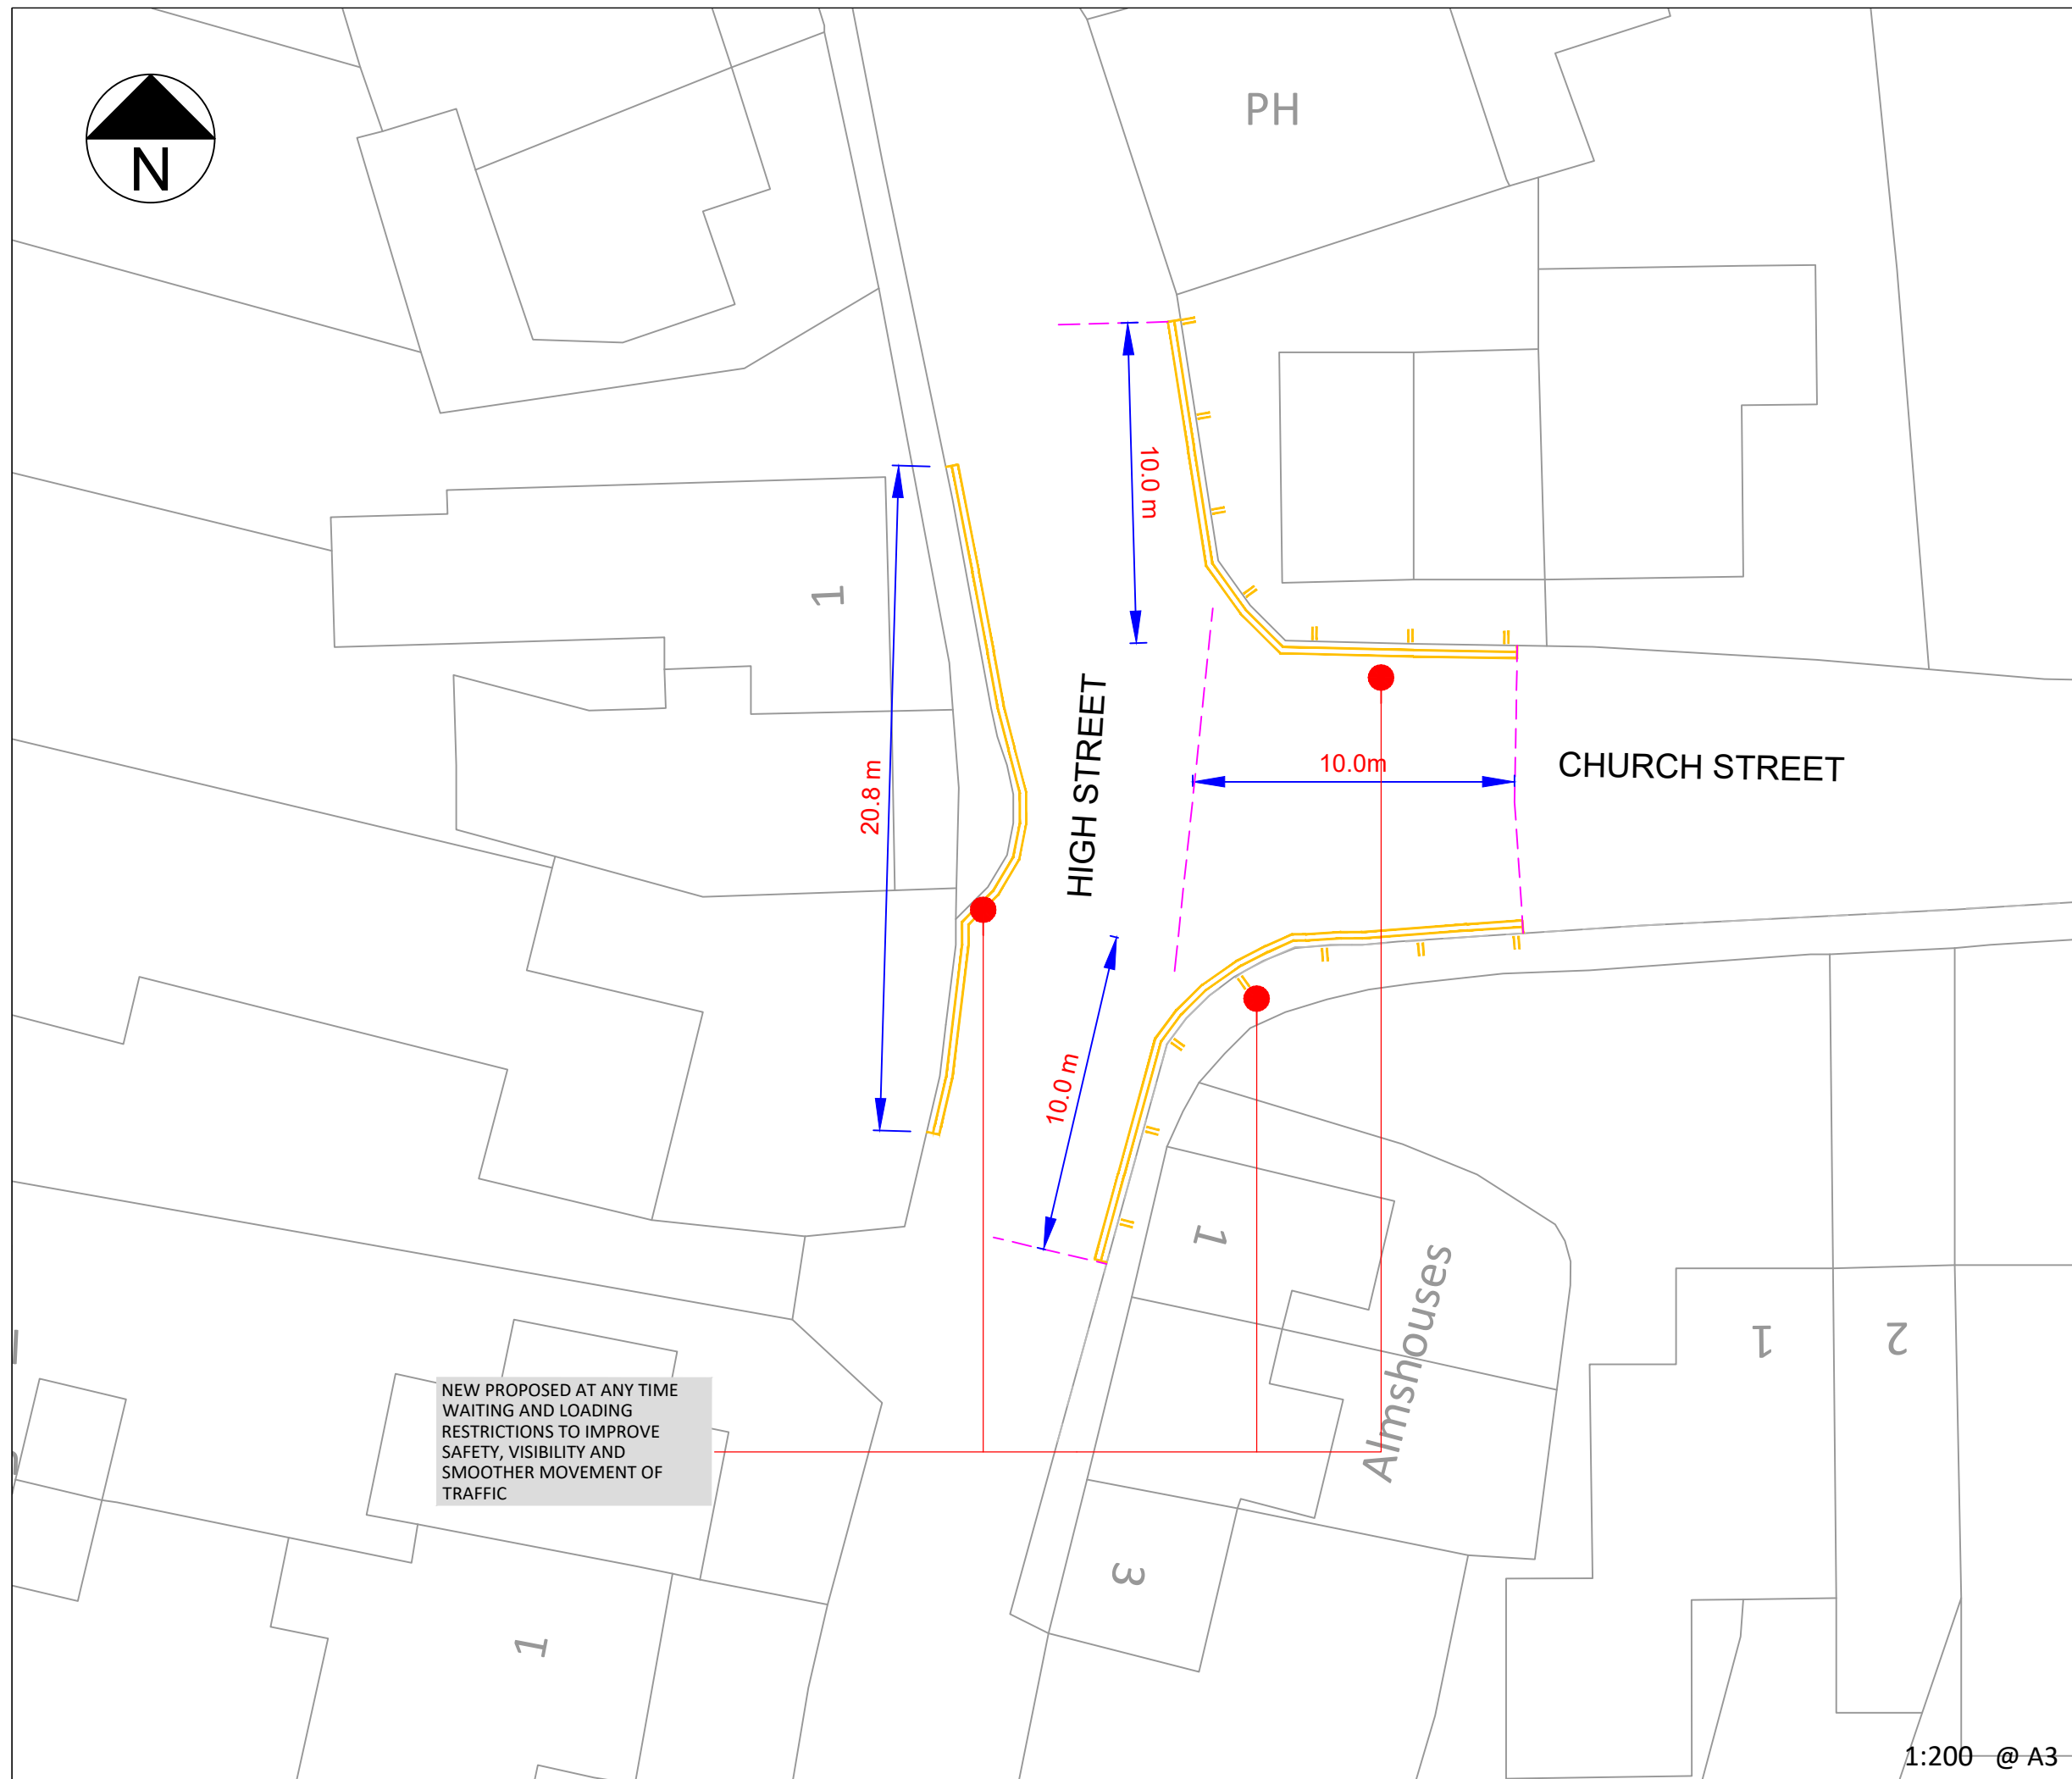 N
PH
10.0 m
1
20.8 m
HIGH STREET
10.0m
CHURCH STREET
10.0 m
1
Almshouses
1
2
NEW PROPOSED AT ANY TIME
WAITING AND LOADING
RESTRICTIONS TO IMPROVE
SAFETY, VISIBILITY AND
SMOOTHER MOVEMENT OF
TRAFFIC
3
1
1:200 @ A3